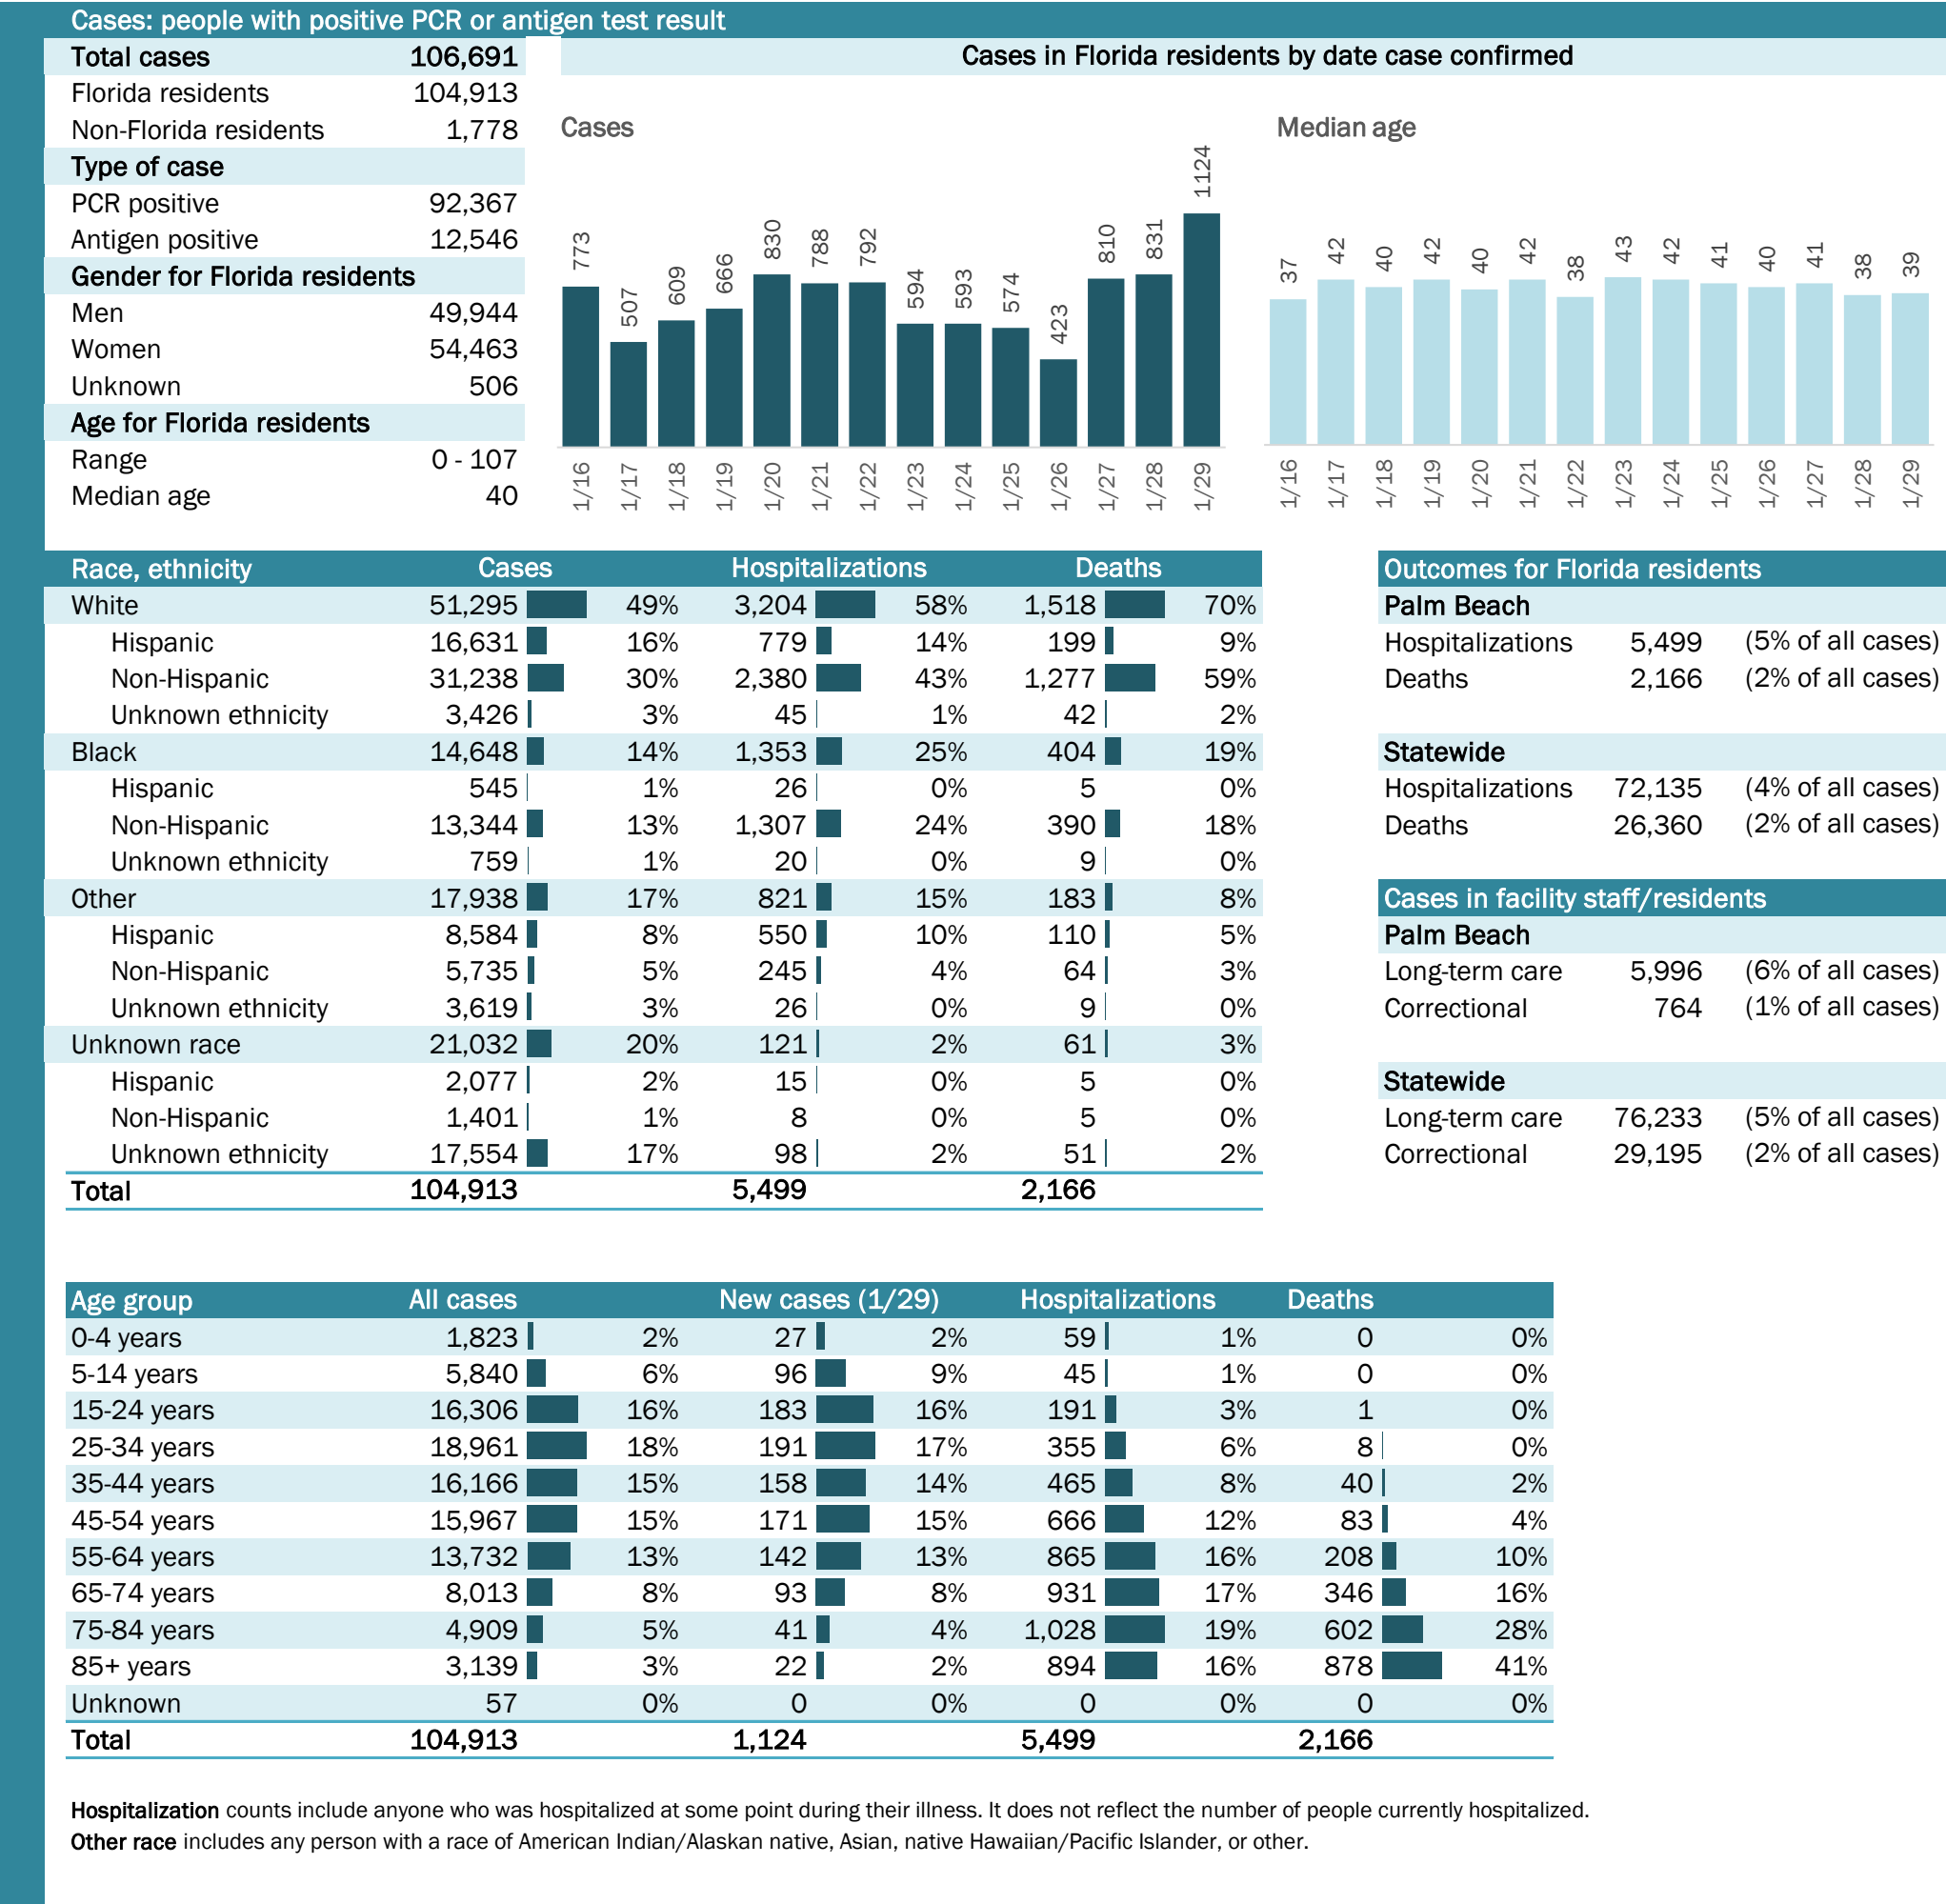 Cases: people with positive PCR or antigen test result
Total cases 106,691
Florida residents 104,913
Non-Florida residents 1,778
Type of case
PCR positive 92,367
Antigen positive 12,546
Gender for Florida residents
Men 49,944
Women 54,463
Unknown 506
Age for Florida residents
Range 0 - 107
Median age 40
Cases in Florida residents by date case confirmed
Cases
773 507 609 666 830 788 792 594 593 574 423 810 831 1124
1/16 1/17 1/18 1/19 1/20 1/21 1/22 1/23 1/24 1/25 1/26 1/27 1/28 1/29
Median age
37 42 40 42 40 42 38 43 42 41 40 41 38 39
1/16 1/17 1/18 1/19 1/20 1/21 1/22 1/23 1/24 1/25 1/26 1/27 1/28 1/29
Race, ethnicity Cases Hospitalizations Deaths
White 51,295 49% 3,204 58% 1,518 70%
Hispanic 16,631 16% 779 14% 199 9%
Non-Hispanic 31,238 30% 2,380 43% 1,277 59%
Unknown ethnicity 3,426 3% 45 1% 42 2%
Black 14,648 14% 1,353 25% 404 19%
Hispanic 545 1% 26 0% 5 0%
Non-Hispanic 13,344 13% 1,307 24% 390 18%
Unknown ethnicity 759 1% 20 0% 9 0%
Other 17,938 17% 821 15% 183 8%
Hispanic 8,584 8% 550 10% 110 5%
Non-Hispanic 5,735 5% 245 4% 64 3%
Unknown ethnicity 3,619 3% 26 0% 9 0%
Unknown race 21,032 20% 121 2% 61 3%
Hispanic 2,077 2% 15 0% 5 0%
Non-Hispanic 1,401 1% 8 0% 5 0%
Unknown ethnicity 17,554 17% 98 2% 51 2%
Total 104,913 5,499 2,166
Outcomes for Florida residents
Palm Beach
Hospitalizations 5,499 (5% of all cases)
Deaths 2,166 (2% of all cases)
Statewide
Hospitalizations 72,135 (4% of all cases)
Deaths 26,360 (2% of all cases)
Cases in facility staff/residents
Palm Beach
Long-term care 5,996 (6% of all cases)
Correctional 764 (1% of all cases)
Statewide
Long-term care 76,233 (5% of all cases)
Correctional 29,195 (2% of all cases)
Age group All cases New cases (1/29) Hospitalizations Deaths
0-4 years 1,823 2% 27 2% 59 1% 0 0%
5-14 years 5,840 6% 96 9% 45 1% 0 0%
15-24 years 16,306 16% 183 16% 191 3% 1 0%
25-34 years 18,961 18% 191 17% 355 6% 8 0%
35-44 years 16,166 15% 158 14% 465 8% 40 2%
45-54 years 15,967 15% 171 15% 666 12% 83 4%
55-64 years 13,732 13% 142 13% 865 16% 208 10%
65-74 years 8,013 8% 93 8% 931 17% 346 16%
75-84 years 4,909 5% 41 4% 1,028 19% 602 28%
85+ years 3,139 3% 22 2% 894 16% 878 41%
Unknown 57 0% 0 0% 0 0% 0 0%
Total 104,913 1,124 5,499 2,166
Hospitalization counts include anyone who was hospitalized at some point during their illness. It does not reflect the number of people currently hospitalized.
Other race includes any person with a race of American Indian/Alaskan native, Asian, native Hawaiian/Pacific Islander, or other.